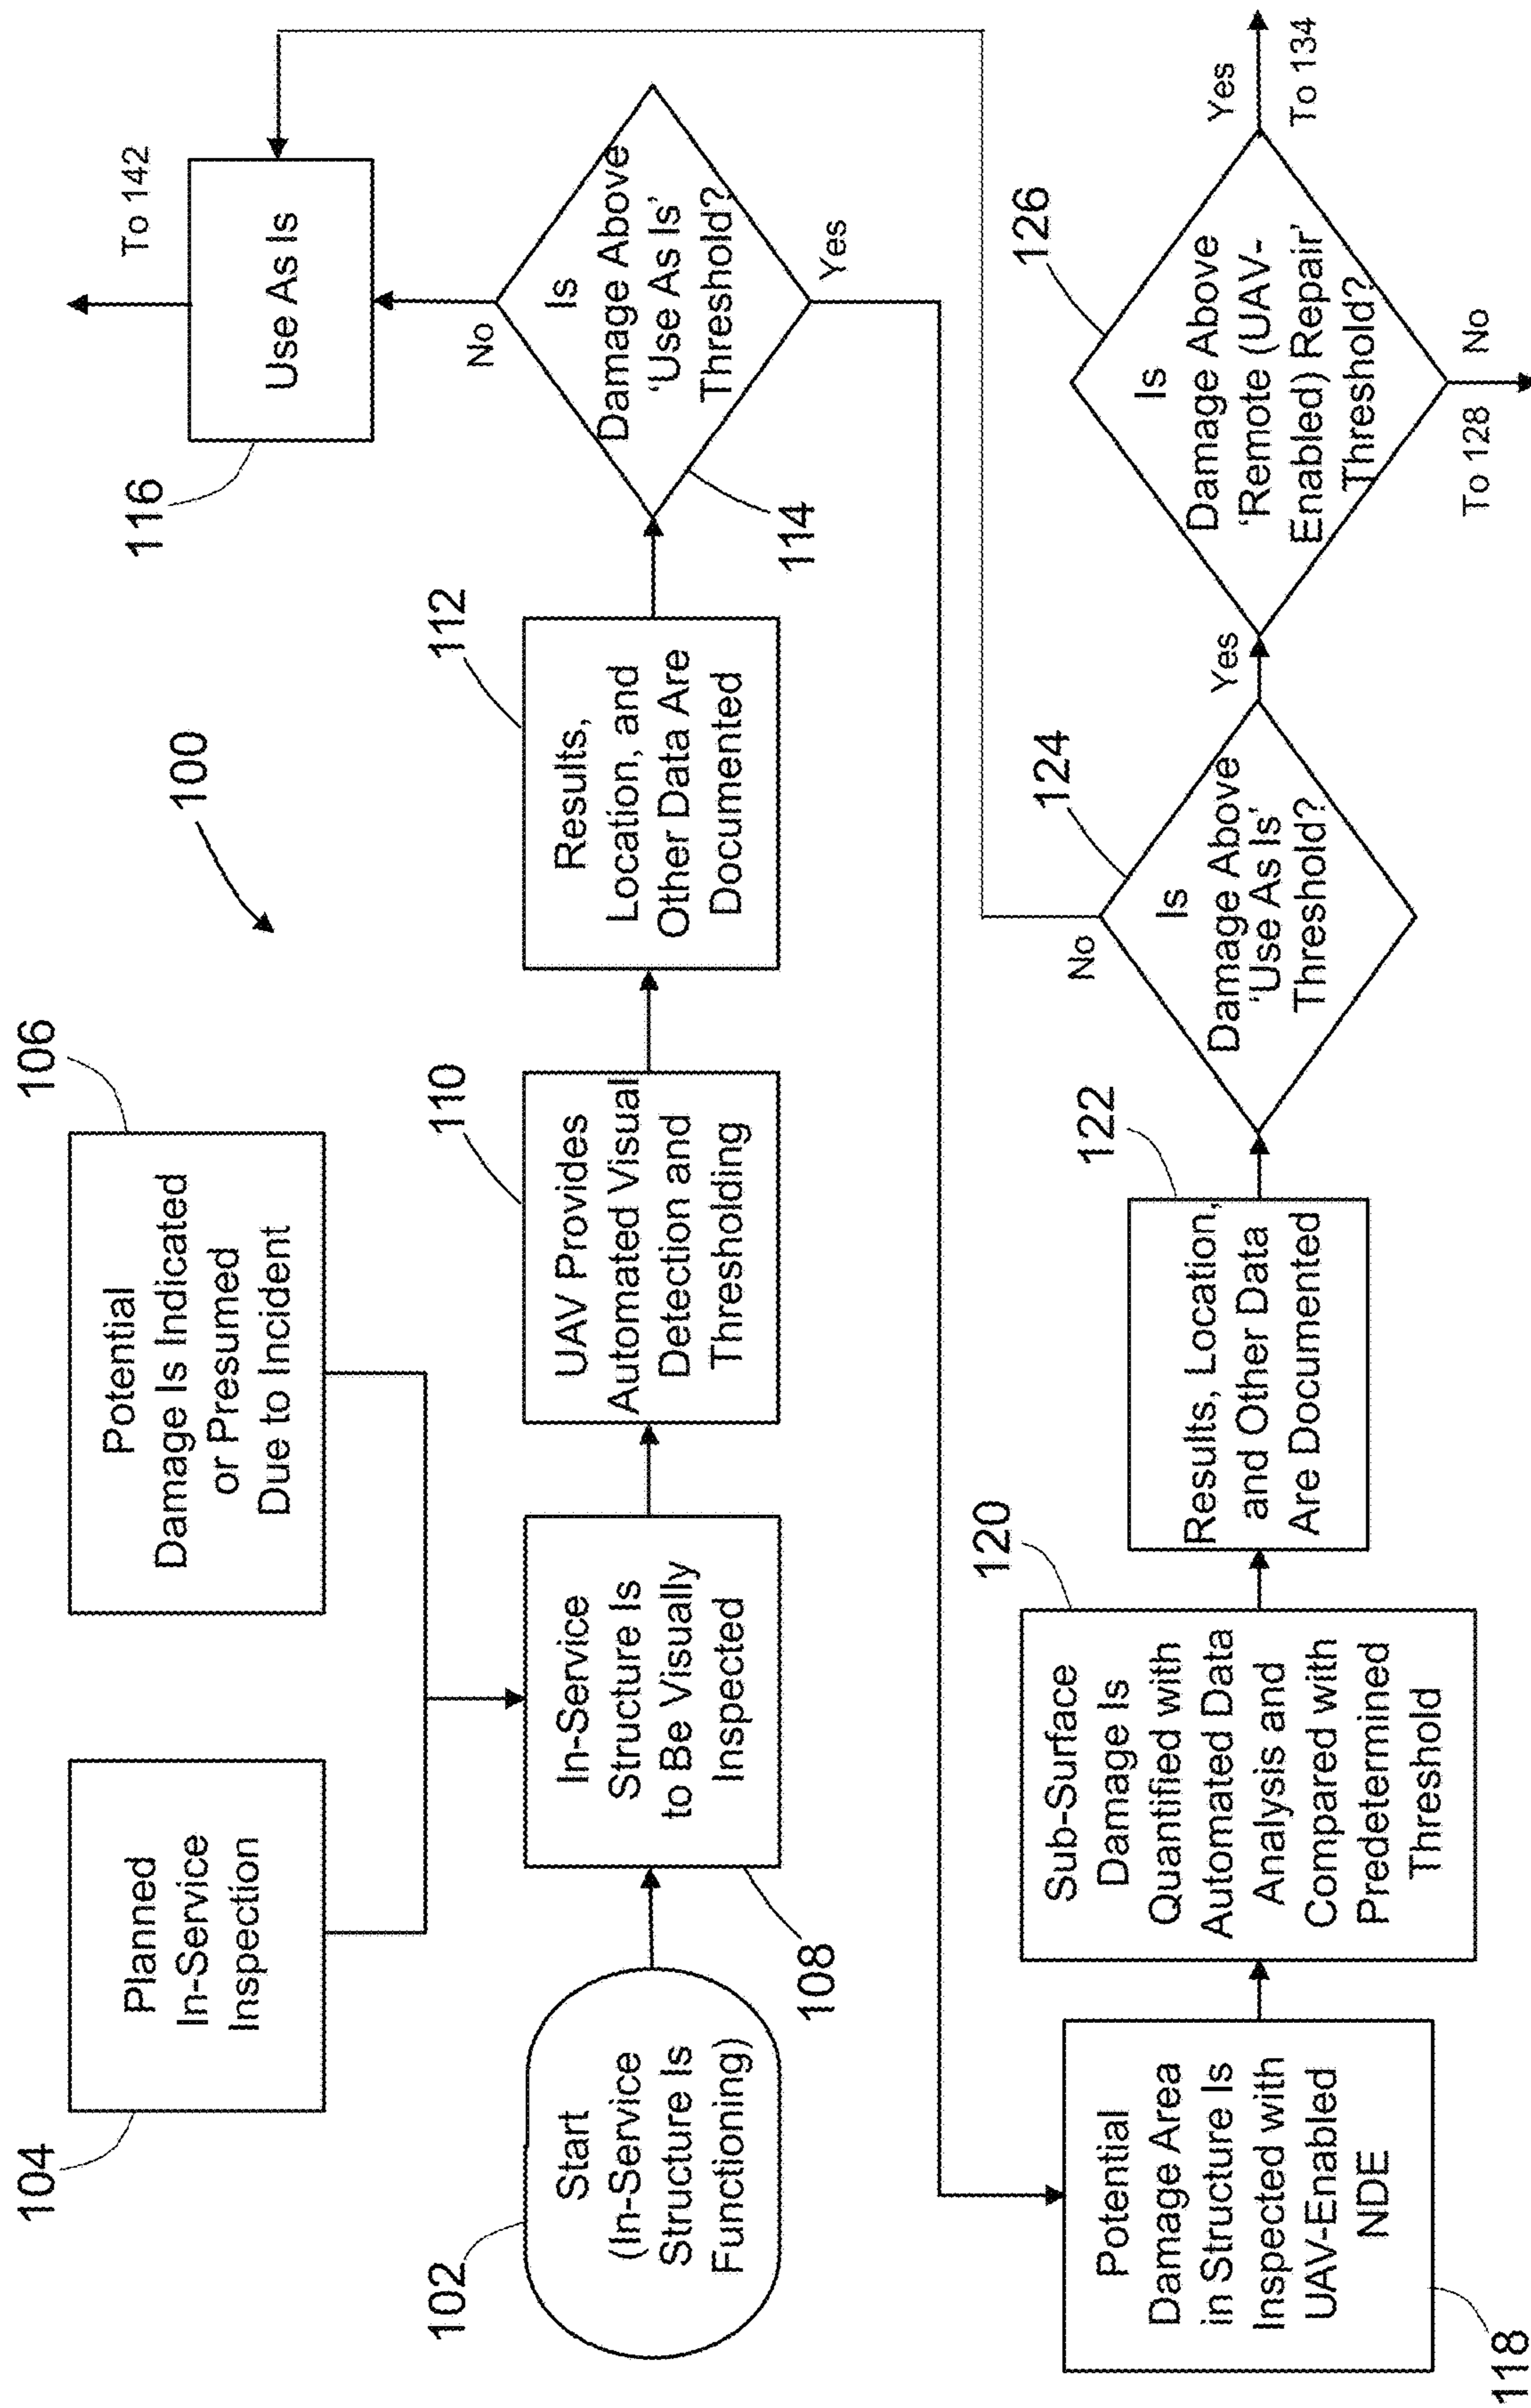 100
104
Planned
In-Service
Inspection
106
Potential
Damage Is Indicated
or Presumed
Due to Incident
102
Start
(In-Service
Structure Is
Functioning)
108
In-Service
Structure Is
to Be Visually
Inspected
110
UAV Provides
Automated Visual
Detection and
Thresholding
112
Results,
Location, and
Other Data Are
Documented
114
Is
Damage Above
‘Use As Is’
Threshold?
No
Yes
116
Use As Is
To 142
118
Potential
Damage Area
in Structure Is
Inspected with
UAV-Enabled
NDE
120
Sub-Surface
Damage Is
Quantified with
Automated Data
Analysis and
Compared with
Predetermined
Threshold
122
Results, Location,
and Other Data
Are Documented
124
Is
Damage Above
‘Use As Is’
Threshold?
No
Yes
126
Is
Damage Above
‘Remote (UAV-
Enabled) Repair’
Threshold?
Yes
To 134
No
To 128